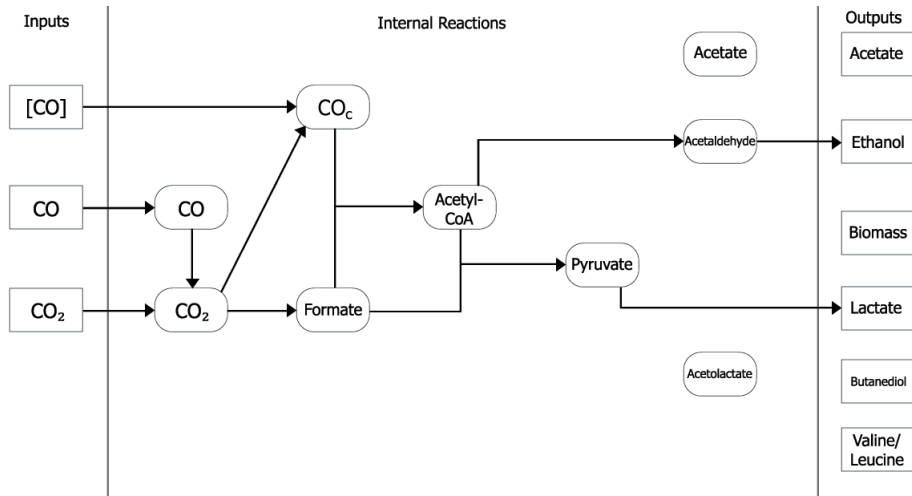 Inputs
Internal Reactions
Outputs
Acetate
Acetate
[CO]
CO꜀
Acetaldehyde
Ethanol
CO
CO
Acetyl-
CoA
Biomass
Pyruvate
CO₂
CO₂
Formate
Lactate
Acetolactate
Butanediol
Valine/
Leucine